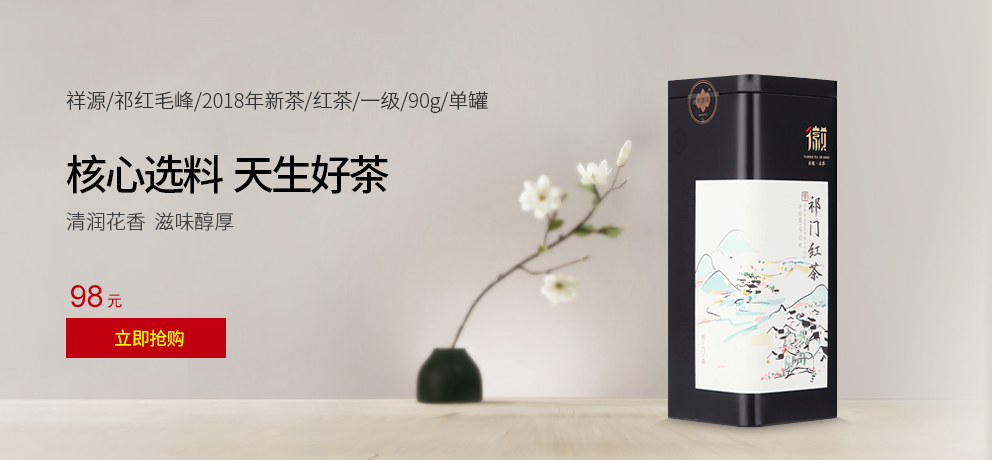 祥源/祁红毛峰/2018年新茶/红茶/一级/90g/单罐
核心选料 天生好茶
清润花香 滋味醇厚
98元
立即抢购
徽
祁门红茶